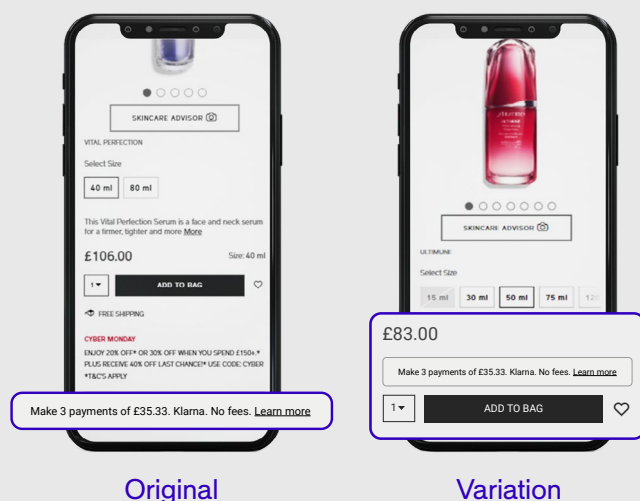 SKINCARE ADVISOR
VITAL PERFECTION
Select Size
40 ml 80 ml
This Vital Perfection Serum is a face and neck serum
for a firmer, tighter and more More
£106.00 Size: 40 ml
1 ADD TO BAG
FREE SHIPPING
CYBER MONDAY
ENJOY 20% OFF* OR 30% OFF WHEN YOU SPEND £150+.*
PLUS RECEIVE 40% OFF LAST CHANCE!* USE CODE: CYBER
*T&C'S APPLY
Make 3 payments of £35.33. Klarna. No fees. Learn more
Original
SHISEIDO
ULTIMUNE
SKINCARE ADVISOR
ULTIMUNE
Select Size
15 ml 30 ml 50 ml 75 ml 120
£83.00
Make 3 payments of £35.33. Klarna. No fees. Learn more
1 ADD TO BAG
Variation